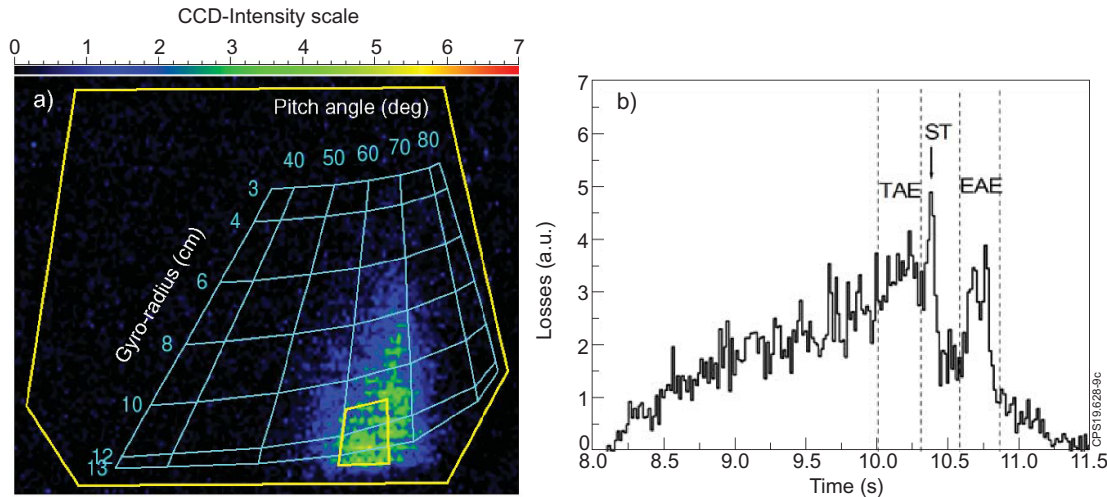 CCD-Intensity scale
0 1 2 3 4 5 6 7
a)
Pitch angle (deg)
40 50 60 70 80
Gyro-radius (cm)
3
4
6
8
10
12
13
b)
Losses (a.u.)
7
6
5
4
3
2
1
0
ST
TAE
EAE
8.0 8.5 9.0 9.5 10.0 10.5 11.0 11.5
Time (s)
CPS19.628-9c